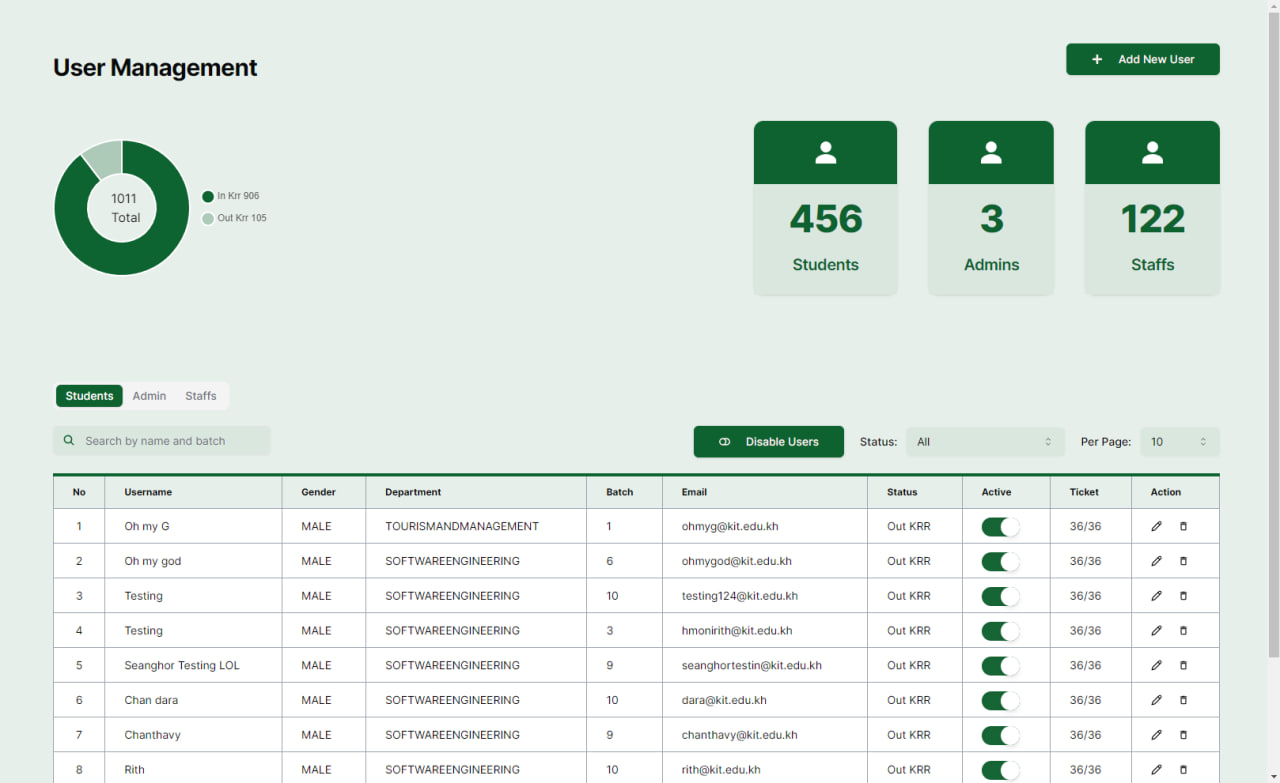 User Management
Add New User
1011
Total
In Krr 906
Out Krr 105
456
Students
3
Admins
122
Staffs
Students Admin Staffs
Search by name and batch
Disable Users Status: All Per Page: 10
No Username Gender Department Batch Email Status Active Ticket Action
1 Oh my G MALE TOURISMANDMANAGEMENT 1 ohmyg@kit.edu.kh Out KRR 36/36
2 Oh my god MALE SOFTWAREENGINEERING 6 ohmygod@kit.edu.kh Out KRR 36/36
3 Testing MALE SOFTWAREENGINEERING 10 testing124@kit.edu.kh Out KRR 36/36
4 Testing MALE SOFTWAREENGINEERING 3 hmonirith@kit.edu.kh Out KRR 36/36
5 Seanghor Testing LOL MALE SOFTWAREENGINEERING 9 seanghortestin@kit.edu.kh Out KRR 36/36
6 Chan dara MALE SOFTWAREENGINEERING 10 dara@kit.edu.kh Out KRR 36/36
7 Chanthavy MALE SOFTWAREENGINEERING 9 chanthavy@kit.edu.kh Out KRR 36/36
8 Rith MALE SOFTWAREENGINEERING 10 rith@kit.edu.kh Out KRR 36/36